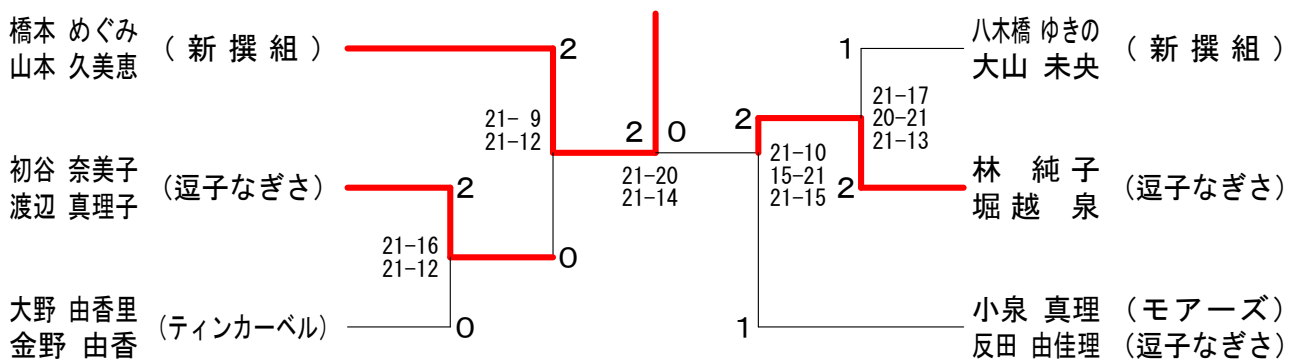 橋本 めぐみ
山本 久美恵
( 新 撰 組 )
2
21- 9
21-12
初谷 奈美子
渡辺 真理子
(逗子なぎさ)
2
21-16
21-12
0
大野 由香里
金野 由香
(ティンカーベル)
0
2 0
21-20
21-14
八木橋 ゆきの
大山 未央
( 新 撰 組 )
1
21-17
20-21
21-13
2
21-10
15-21
21-15
林 純子
堀越 泉
(逗子なぎさ)
2
小泉 真理 (モアーズ)
反田 由佳理 (逗子なぎさ)
1